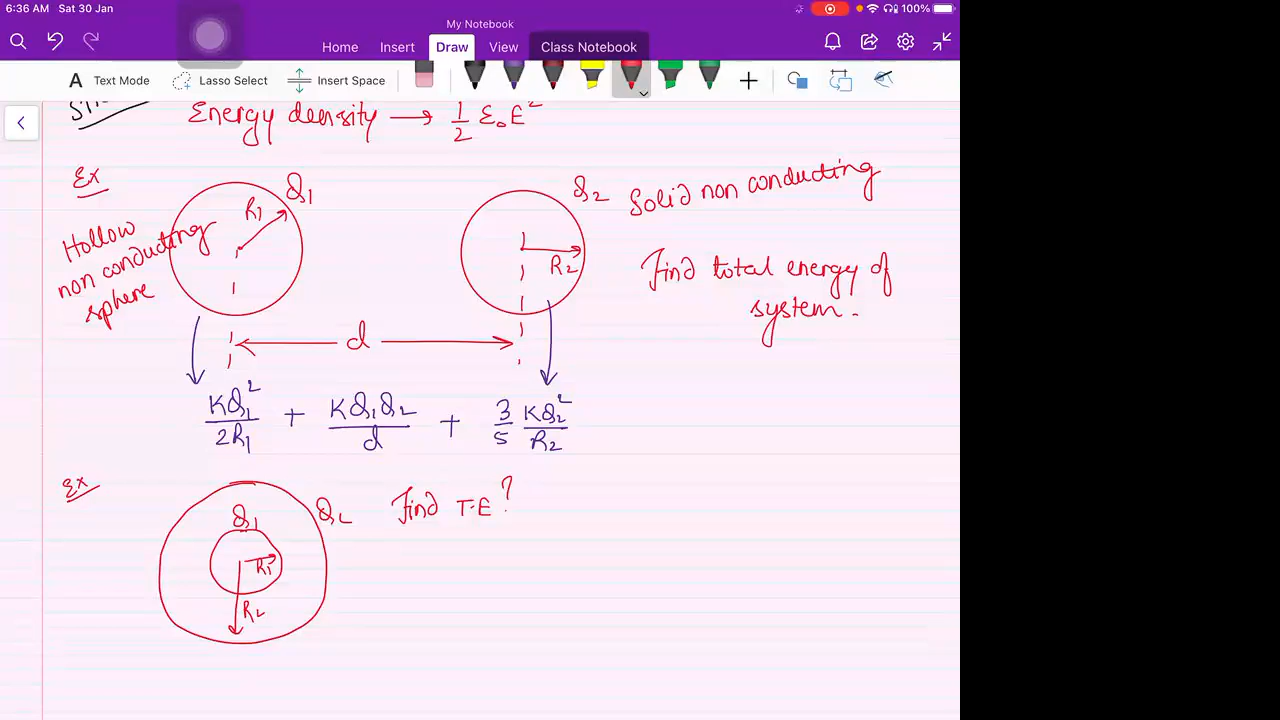 6:36 AM Sat 30 Jan
100%
My Notebook
Home Insert Draw View Class Notebook
Text Mode Lasso Select Insert Space
Energy density → 1/2 ε₀E²
Ex
Q₁
R₁
Hollow
non conducting
sphere
Q₂
R₂
Solid non conducting
Find total energy of
system.
d
KQ₁²/2R₁ + KQ₁Q₂/d + 3/5 KQ₂²/R₂
Ex
Q₁
Q₂
R₁
R₂
Find T.E?